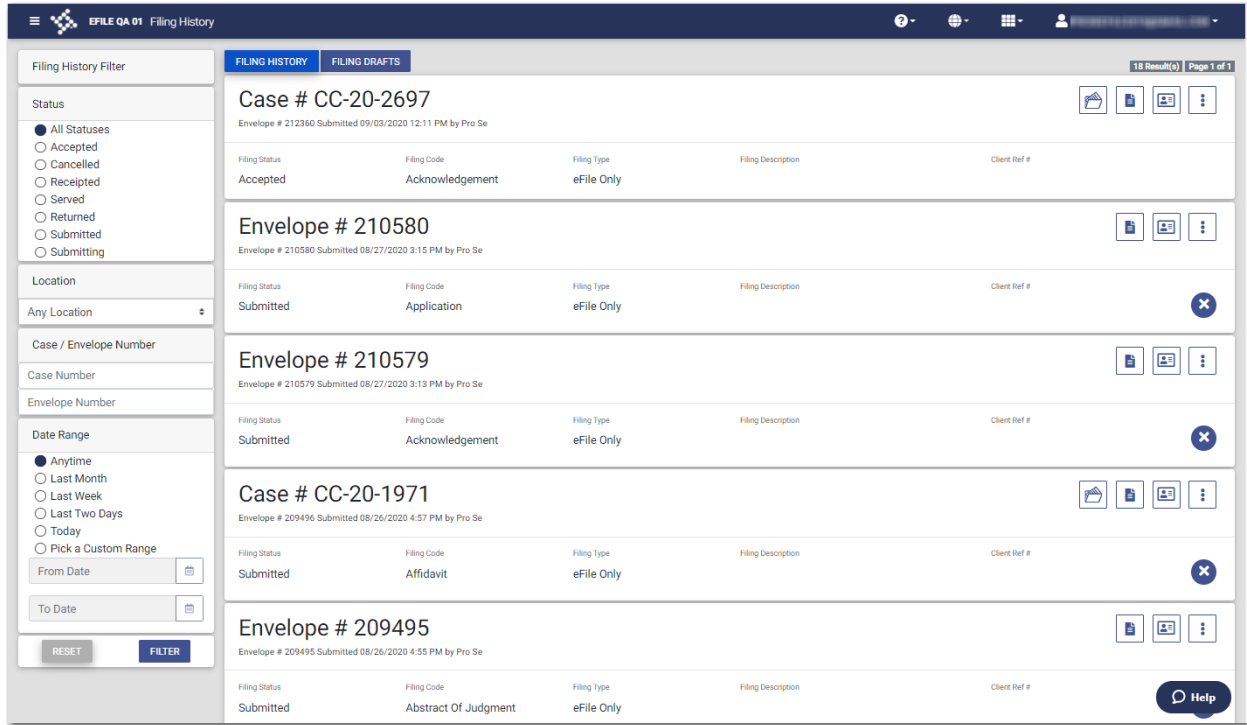 EFILE QA 01 Filing History
Filing History Filter
Status
All Statuses
Accepted
Cancelled
Receipted
Served
Returned
Submitted
Submitting
Location
Any Location
Case / Envelope Number
Case Number
Envelope Number
Date Range
Anytime
Last Month
Last Week
Last Two Days
Today
Pick a Custom Range
From Date
To Date
RESET FILTER
FILING HISTORY FILING DRAFTS
18 Result(s) Page 1 of 1
Case # CC-20-2697
Envelope # 212360 Submitted 09/03/2020 12:11 PM by Pro Se
Filing Status Filing Code Filing Type Filing Description Client Ref #
Accepted Acknowledgement eFile Only
Envelope # 210580
Envelope # 210580 Submitted 08/27/2020 3:15 PM by Pro Se
Filing Status Filing Code Filing Type Filing Description Client Ref #
Submitted Application eFile Only
Envelope # 210579
Envelope # 210579 Submitted 08/27/2020 3:13 PM by Pro Se
Filing Status Filing Code Filing Type Filing Description Client Ref #
Submitted Acknowledgement eFile Only
Case # CC-20-1971
Envelope # 209496 Submitted 08/26/2020 4:57 PM by Pro Se
Filing Status Filing Code Filing Type Filing Description Client Ref #
Submitted Affidavit eFile Only
Envelope # 209495
Envelope # 209495 Submitted 08/26/2020 4:55 PM by Pro Se
Filing Status Filing Code Filing Type Filing Description Client Ref #
Submitted Abstract Of Judgment eFile Only
Help